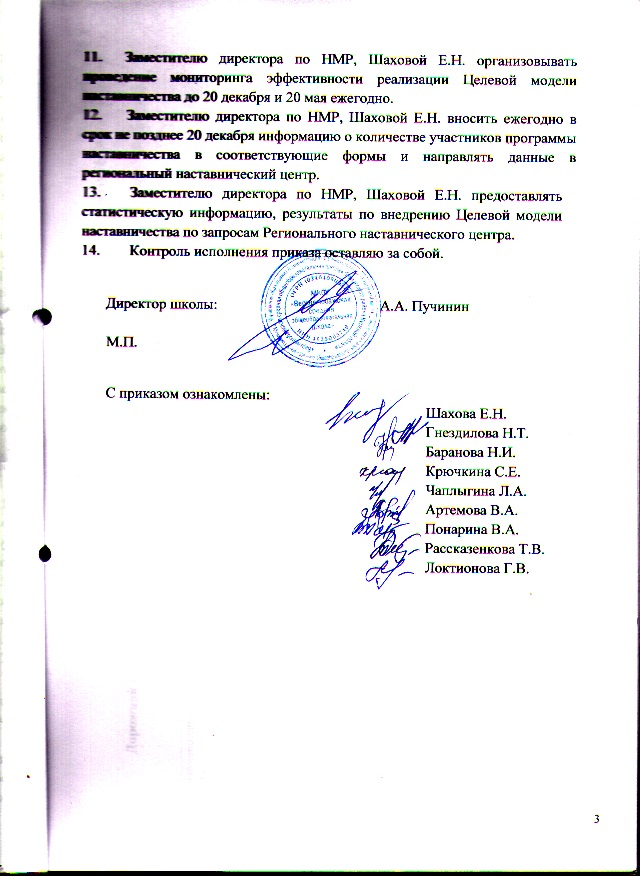 11. Заместителю директора по НМР, Шаховой Е.Н. организовывать
проведение мониторинга эффективности реализации Целевой модели
наставничества до 20 декабря и 20 мая ежегодно.
12. Заместителю директора по НМР, Шаховой Е.Н. вносить ежегодно в
срок не позднее 20 декабря информацию о количестве участников программы
наставничества в соответствующие формы и направлять данные в
региональный наставнический центр.
13. Заместителю директора по НМР, Шаховой Е.Н. предоставлять
статистическую информацию, результаты по внедрению Целевой модели
наставничества по запросам Регионального наставнического центра.
14. Контроль исполнения приказа оставляю за собой.
Директор школы: А.А. Пучинин
М.П.
С приказом ознакомлены:
Шахова Е.Н.
Гнездилова Н.Т.
Баранова Н.И.
Крючкина С.Е.
Чаплыгина Л.А.
Артемова В.А.
Понарина В.А.
Рассказенкова Т.В.
Локтионова Г.В.
3